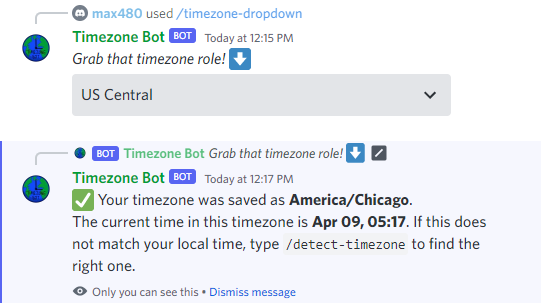 max480 used /timezone-dropdown
Timezone Bot BOT Today at 12:15 PM
Grab that timezone role!
US Central
BOT Timezone Bot Grab that timezone role!
Timezone Bot BOT Today at 12:17 PM
Your timezone was saved as America/Chicago.
The current time in this timezone is Apr 09, 05:17. If this does
not match your local time, type /detect-timezone to find the
right one.
Only you can see this • Dismiss message